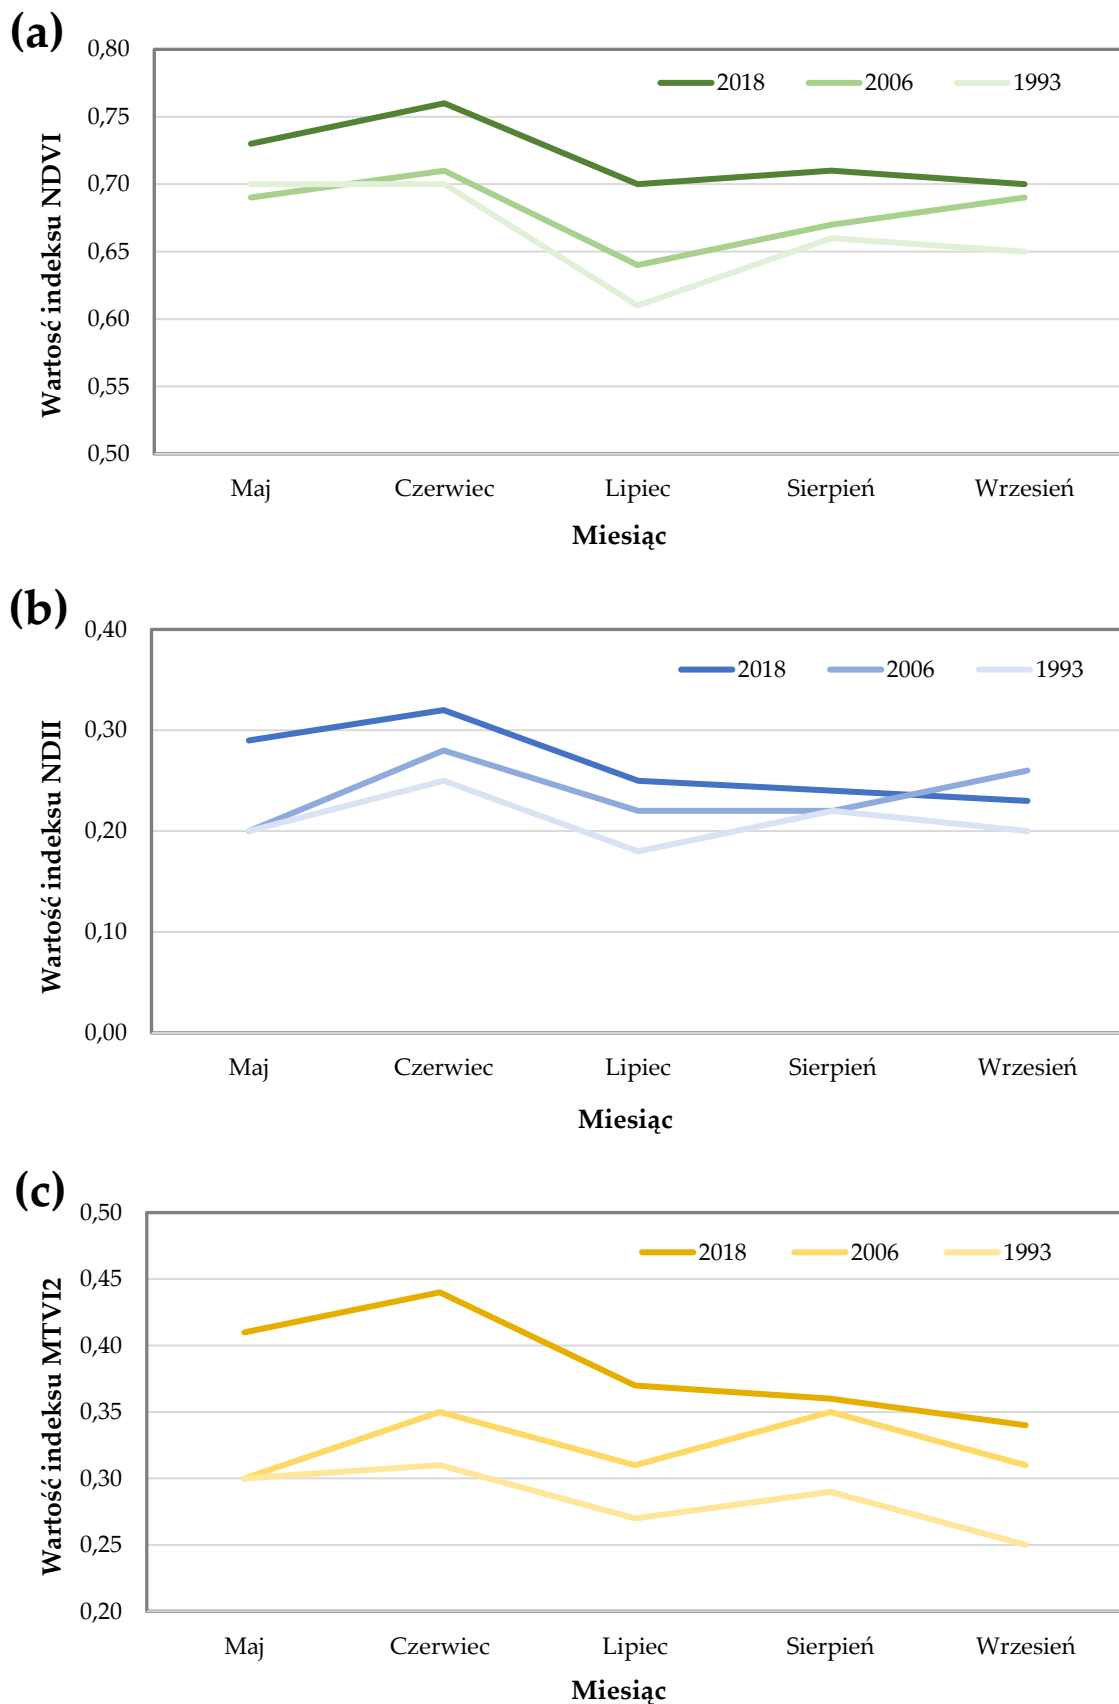 (a)
0,80
2018 2006 1993
0,75
0,70
0,65
0,60
0,55
0,50
Wartość indeksu NDVI
Maj Czerwiec Lipiec Sierpień Wrzesień
Miesiąc
(b)
0,40
2018 2006 1993
0,30
0,20
0,10
0,00
Wartość indeksu NDII
Maj Czerwiec Lipiec Sierpień Wrzesień
Miesiąc
(c)
0,50
2018 2006 1993
0,45
0,40
0,35
0,30
0,25
0,20
Wartość indeksu MTVI2
Maj Czerwiec Lipiec Sierpień Wrzesień
Miesiąc